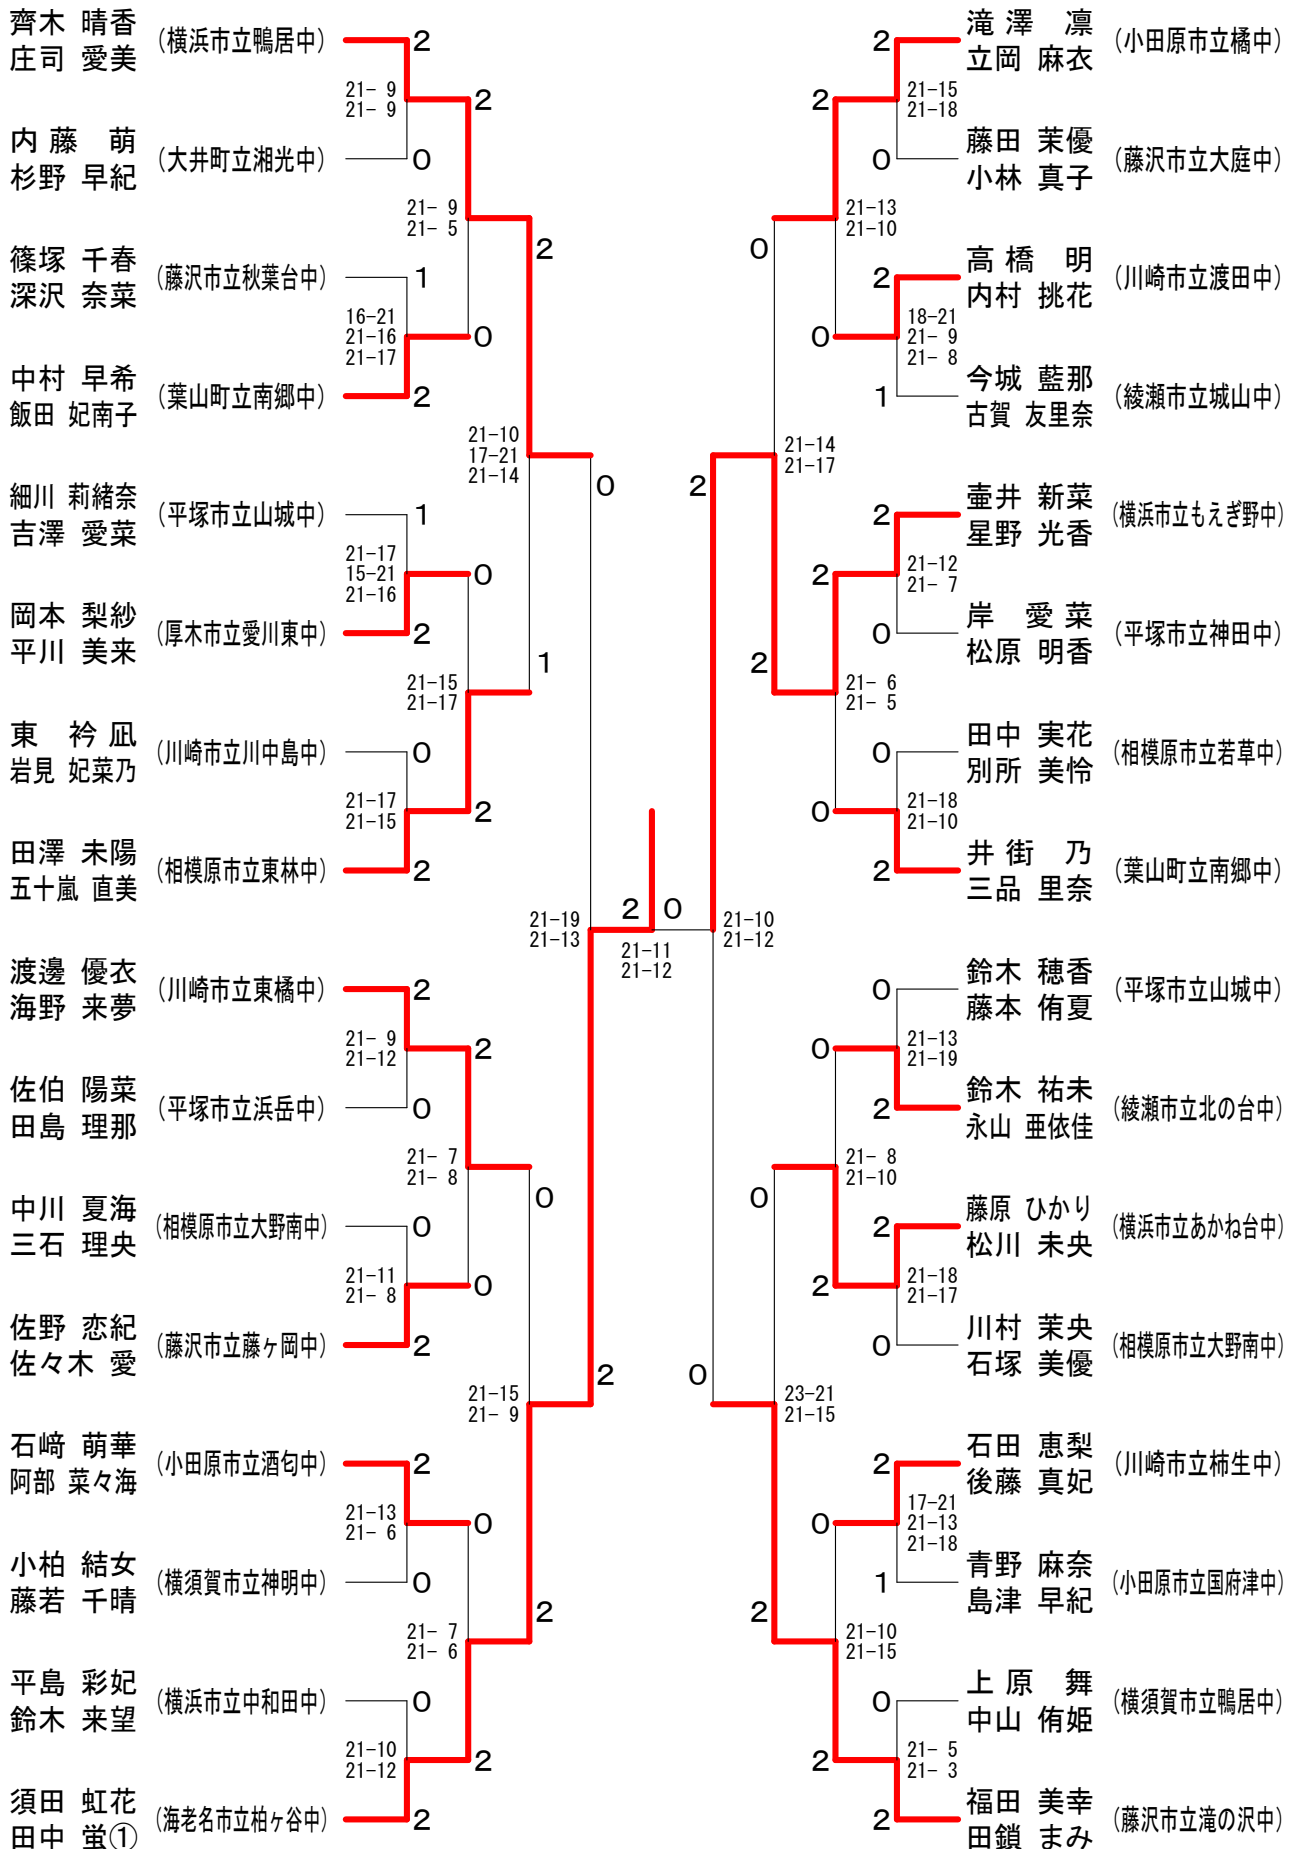 齊木 晴香
庄司 愛美
(横浜市立鴨居中)
2
21- 9
21- 9
2
内藤 萌
杉野 早紀
(大井町立湘光中)
0
21- 9
21- 5
2
篠塚 千春
深沢 奈菜
(藤沢市立秋葉台中)
1
16-21
21-16
21-17
0
中村 早希
飯田 妃南子
(葉山町立南郷中)
2
21-10
17-21
21-14
0
細川 莉緒奈
吉澤 愛菜
(平塚市立山城中)
1
21-17
15-21
21-16
0
岡本 梨紗
平川 美来
(厚木市立愛川東中)
2
21-15
21-17
1
東 衿凪
岩見 妃菜乃
(川崎市立川中島中)
0
21-17
21-15
2
田澤 未陽
五十嵐 直美
(相模原市立東林中)
2
21-19
21-13
渡邊 優衣
海野 来夢
(川崎市立東橘中)
2
21- 9
21-12
2
佐伯 陽菜
田島 理那
(平塚市立浜岳中)
0
21- 7
21- 8
0
中川 夏海
三石 理央
(相模原市立大野南中)
0
21-11
21- 8
0
佐野 恋紀
佐々木 愛
(藤沢市立藤ヶ岡中)
2
21-15
21- 9
2
石﨑 萌華
阿部 菜々海
(小田原市立酒匂中)
2
21-13
21- 6
0
小柏 結女
藤若 千晴
(横須賀市立神明中)
0
21- 7
21- 6
2
平島 彩妃
鈴木 来望
(横浜市立中和田中)
0
21-10
21-12
2
須田 虹花
田中 蛍①
(海老名市立柏ヶ谷中)
2
2
0
21-11
21-12
滝澤 凛
立岡 麻衣
(小田原市立橘中)
2
21-15
21-18
2
藤田 茉優
小林 真子
(藤沢市立大庭中)
0
21-13
21-10
0
高橋 明
内村 挑花
(川崎市立渡田中)
2
18-21
21- 9
21- 8
0
今城 藍那
古賀 友里奈
(綾瀬市立城山中)
1
21-14
21-17
2
壷井 新菜
星野 光香
(横浜市立もえぎ野中)
2
21-12
21- 7
2
岸 愛菜
松原 明香
(平塚市立神田中)
0
21- 6
21- 5
2
田中 実花
別所 美怜
(相模原市立若草中)
0
21-18
21-10
0
井街 乃
三品 里奈
(葉山町立南郷中)
2
21-10
21-12
鈴木 穂香
藤本 侑夏
(平塚市立山城中)
0
21-13
21-19
0
鈴木 祐未
永山 亜依佳
(綾瀬市立北の台中)
2
21- 8
21-10
0
藤原 ひかり
松川 未央
(横浜市立あかね台中)
2
21-18
21-17
2
川村 茉央
石塚 美優
(相模原市立大野南中)
0
23-21
21-15
0
石田 恵梨
後藤 真妃
(川崎市立柿生中)
2
17-21
21-13
21-18
0
青野 麻奈
島津 早紀
(小田原市立国府津中)
1
21-10
21-15
2
上原 舞
中山 侑姫
(横須賀市立鴨居中)
0
21- 5
21- 3
2
福田 美幸
田鎖 まみ
(藤沢市立滝の沢中)
2